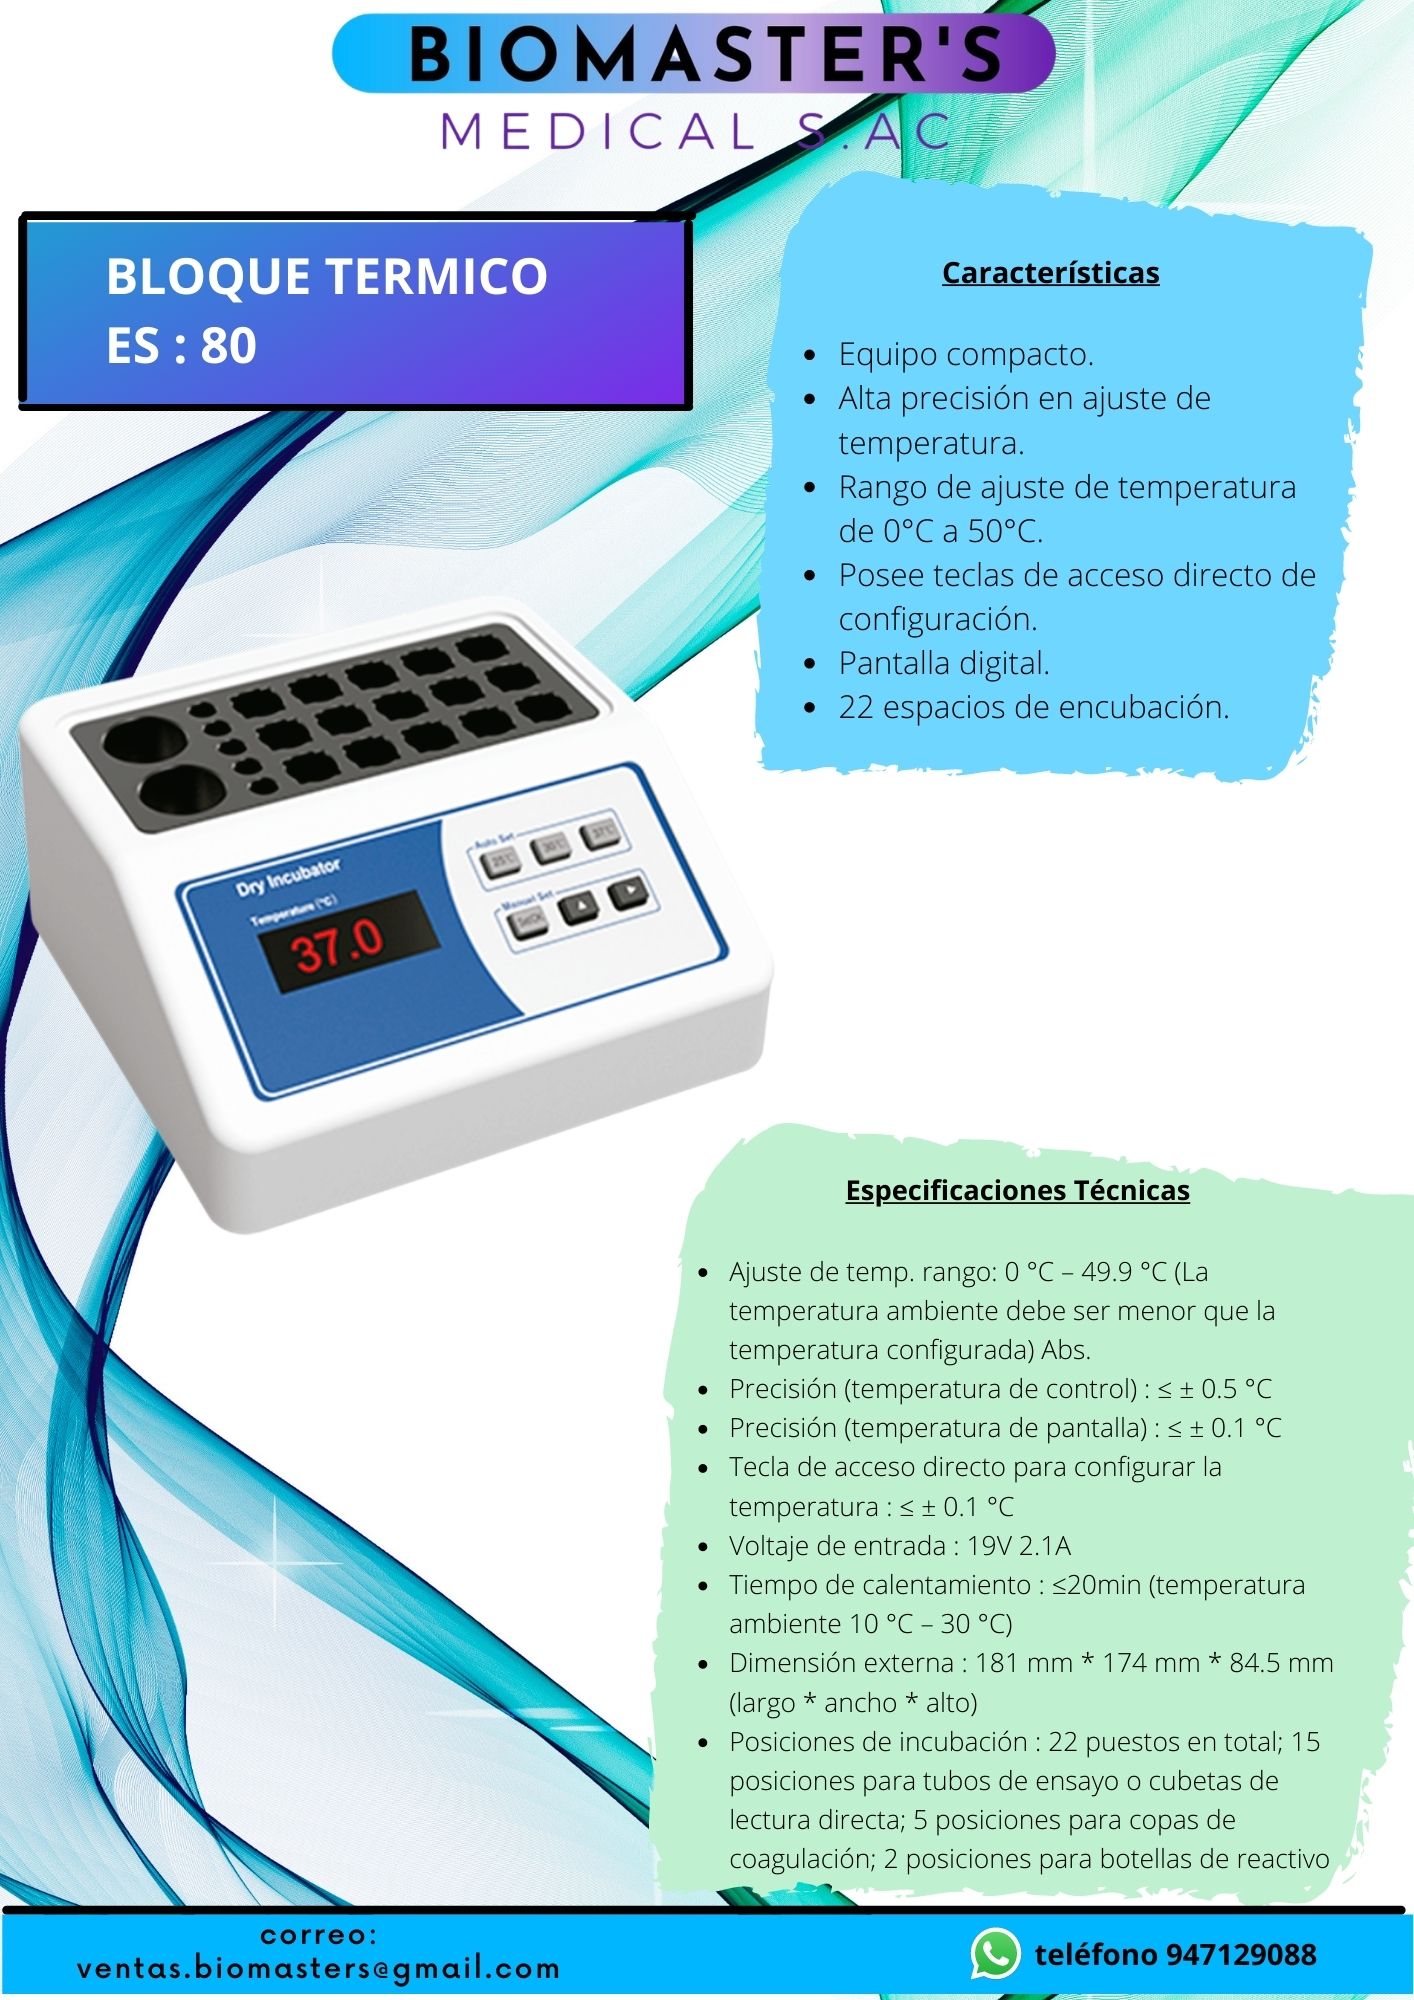 BIOMASTER'S
MEDICAL S.AC
BLOQUE TERMICO
ES : 80
Características
• Equipo compacto.
• Alta precisión en ajuste de
temperatura.
• Rango de ajuste de temperatura
de 0°C a 50°C.
• Posee teclas de acceso directo de
configuración.
• Pantalla digital.
• 22 espacios de encubación.
Dry Incubator
Temperature (°C)
37.0
Auto Set
25°C 30°C 37°C
Manual Set
Especificaciones Técnicas
• Ajuste de temp. rango: 0 °C – 49.9 °C (La
temperatura ambiente debe ser menor que la
temperatura configurada) Abs.
• Precisión (temperatura de control) : ≤ ± 0.5 °C
• Precisión (temperatura de pantalla) : ≤ ± 0.1 °C
• Tecla de acceso directo para configurar la
temperatura : ≤ ± 0.1 °C
• Voltaje de entrada : 19V 2.1A
• Tiempo de calentamiento : ≤20min (temperatura
ambiente 10 °C – 30 °C)
• Dimensión externa : 181 mm * 174 mm * 84.5 mm
(largo * ancho * alto)
• Posiciones de incubación : 22 puestos en total; 15
posiciones para tubos de ensayo o cubetas de
lectura directa; 5 posiciones para copas de
coagulación; 2 posiciones para botellas de reactivo
correo:
ventas.biomasters@gmail.com
teléfono 947129088